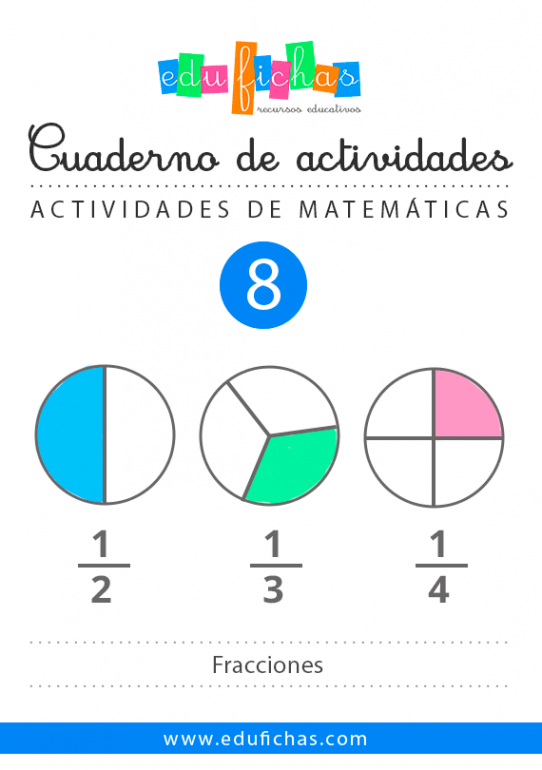 edufichas
recursos educativos
Cuaderno de actividades
ACTIVIDADES DE MATEMÁTICAS
8
1 1 1
2 3 4
Fracciones
www.edufichas.com